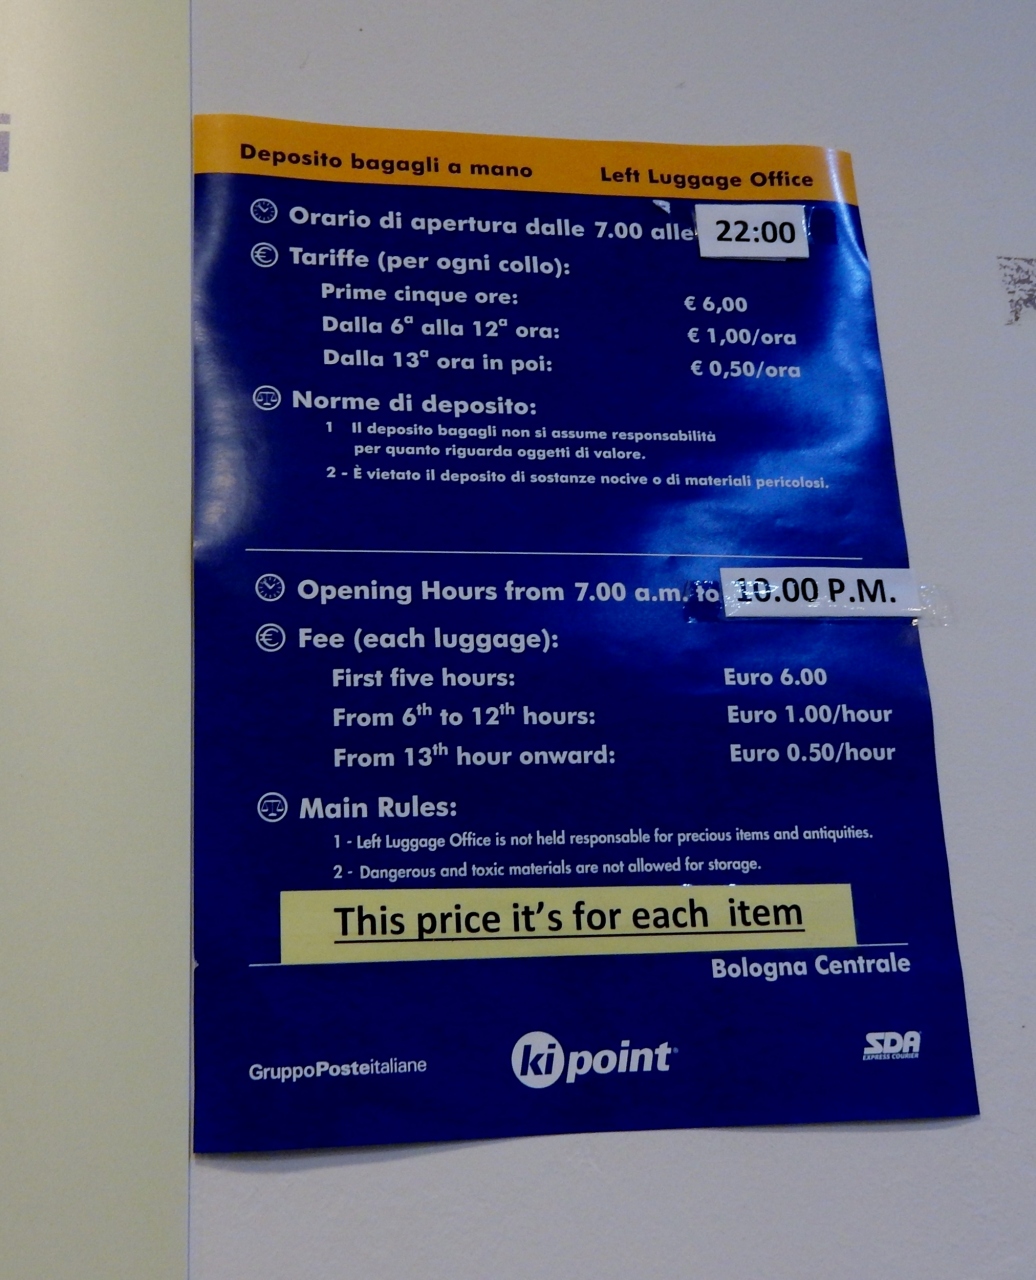 Deposito bagagli a mano Left Luggage Office
Orario di apertura dalle 7.00 alle 22:00
Tariffe (per ogni collo):
Prime cinque ore: € 6,00
Dalla 6ª alla 12ª ora: € 1,00/ora
Dalla 13ª ora in poi: € 0,50/ora
Norme di deposito:
1 Il deposito bagagli non si assume responsabilità
per quanto riguarda oggetti di valore.
2 - È vietato il deposito di sostanze nocive o di materiali pericolosi.
Opening Hours from 7.00 a.m. to 10.00 P.M.
Fee (each luggage):
First five hours: Euro 6.00
From 6th to 12th hours: Euro 1.00/hour
From 13th hour onward: Euro 0.50/hour
Main Rules:
1 - Left Luggage Office is not held responsible for precious items and antiquities.
2 - Dangerous and toxic materials are not allowed for storage.
This price it's for each item
Bologna Centrale
GruppoPosteitaliane kipoint SDA
EXPRESS COURIER